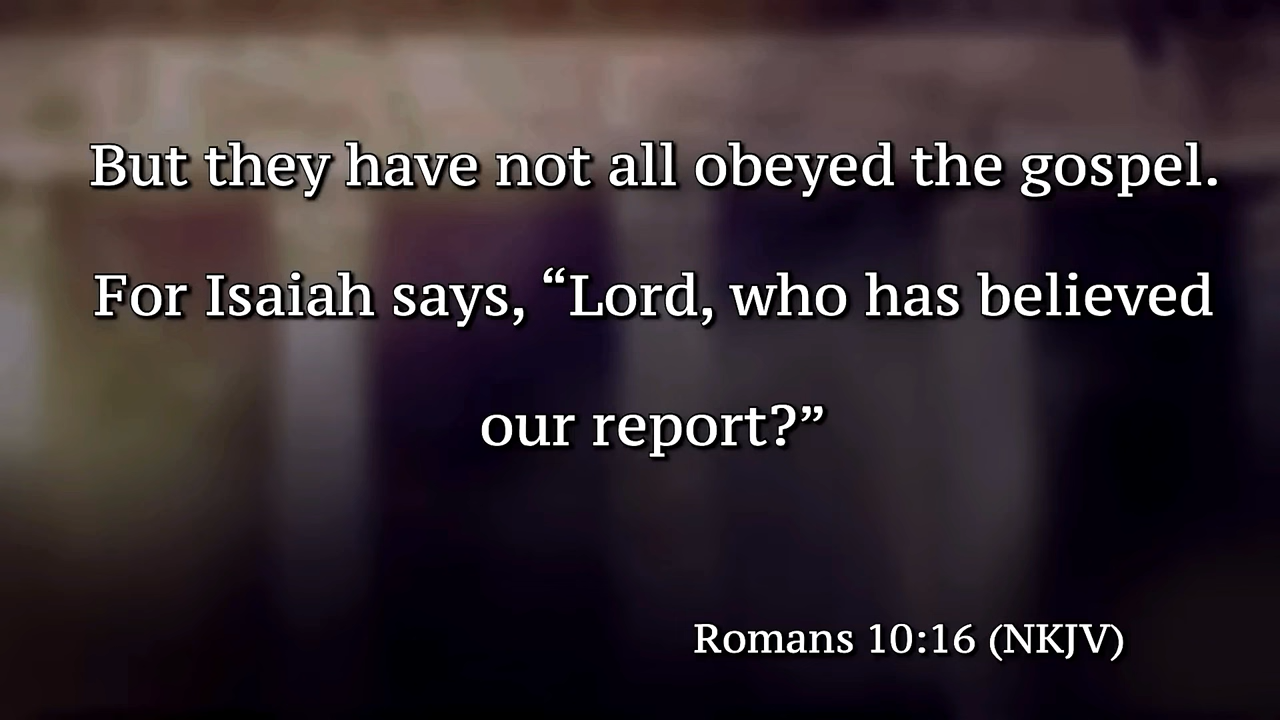 But they have not all obeyed the gospel.
For Isaiah says, “Lord, who has believed
our report?”
Romans 10:16 (NKJV)